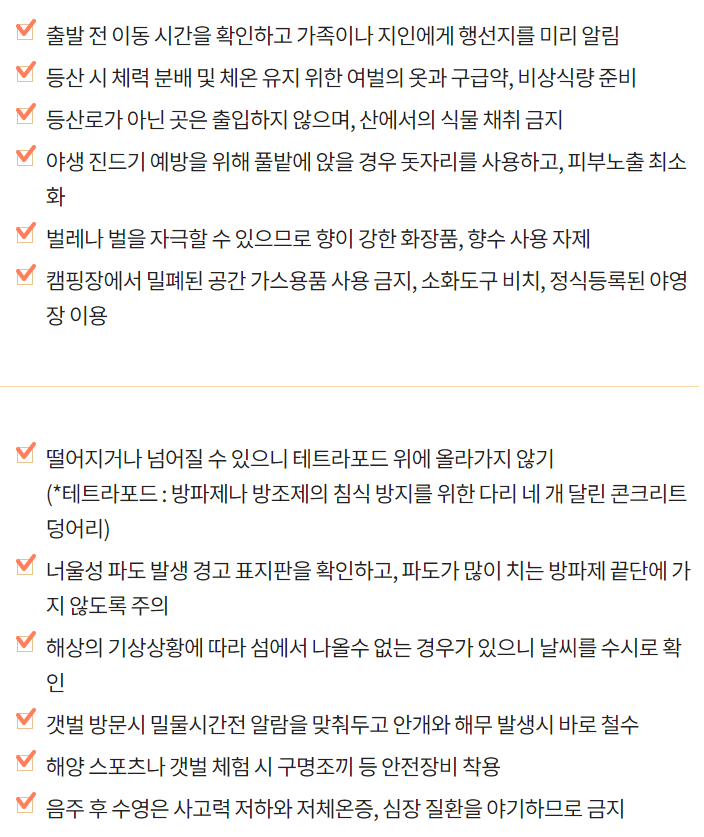 출발 전 이동 시간을 확인하고 가족이나 지인에게 행선지를 미리 알림
등산 시 체력 분배 및 체온 유지 위한 여벌의 옷과 구급약, 비상식량 준비
등산로가 아닌 곳은 출입하지 않으며, 산에서의 식물 채취 금지
야생 진드기 예방을 위해 풀밭에 앉을 경우 돗자리를 사용하고, 피부노출 최소
화
벌레나 벌을 자극할 수 있으므로 향이 강한 화장품, 향수 사용 자제
캠핑장에서 밀폐된 공간 가스용품 사용 금지, 소화도구 비치, 정식등록된 야영
장 이용
떨어지거나 넘어질 수 있으니 테트라포드 위에 올라가지 않기
(*테트라포드 : 방파제나 방조제의 침식 방지를 위한 다리 네 개 달린 콘크리트
덩어리)
너울성 파도 발생 경고 표지판을 확인하고, 파도가 많이 치는 방파제 끝단에 가
지 않도록 주의
해상의 기상상황에 따라 섬에서 나올수 없는 경우가 있으니 날씨를 수시로 확
인
갯벌 방문시 밀물시간전 알람을 맞춰두고 안개와 해무 발생시 바로 철수
해양 스포츠나 갯벌 체험 시 구명조끼 등 안전장비 착용
음주 후 수영은 사고력 저하와 저체온증, 심장 질환을 야기하므로 금지